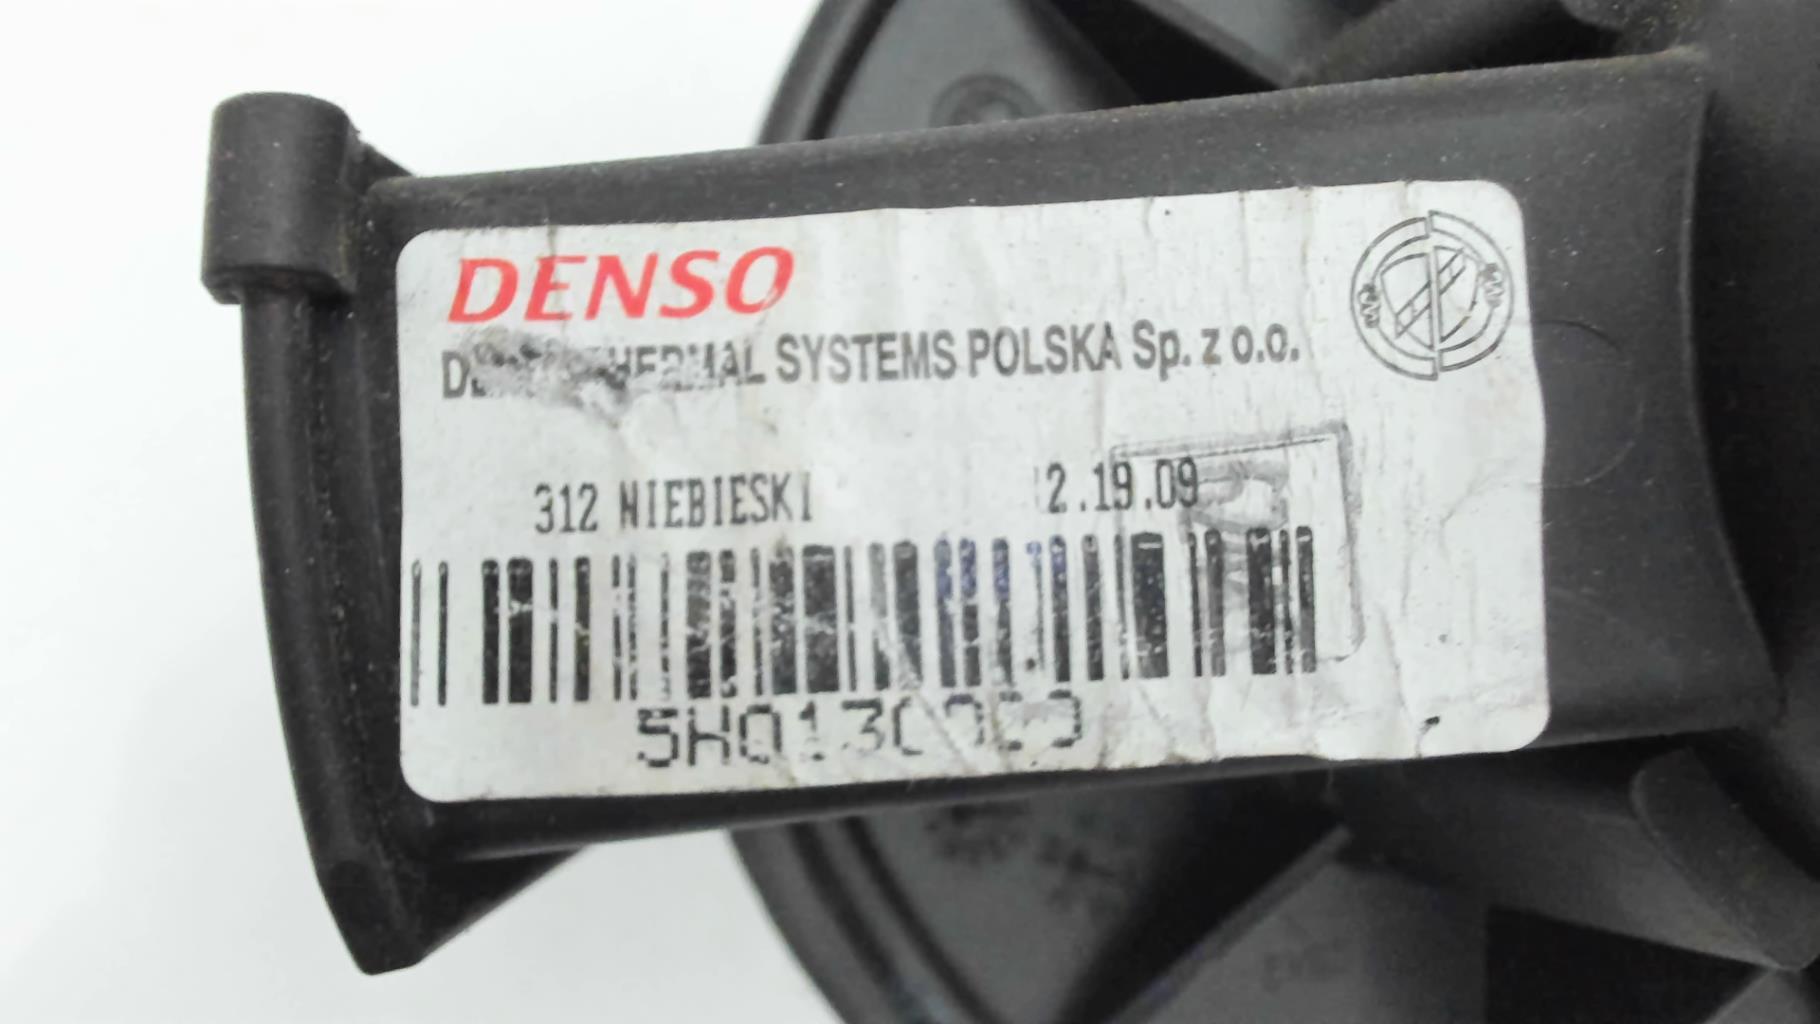 DENSO
THERMAL SYSTEMS POLSKA Sp. z o.o.
312 NIEBIESKI 2.19.09